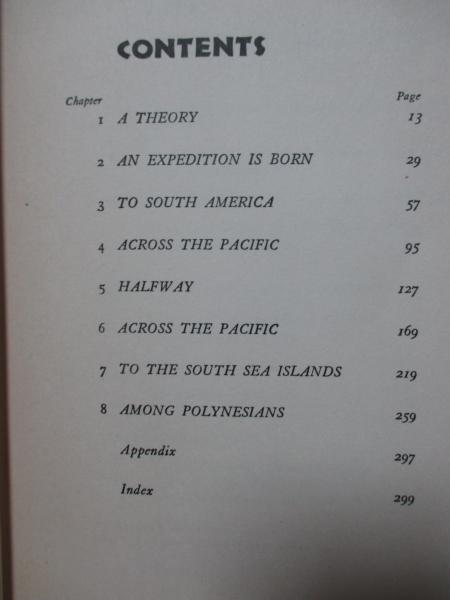 CONTENTS
Chapter Page
1 A THEORY 13
2 AN EXPEDITION IS BORN 29
3 TO SOUTH AMERICA 57
4 ACROSS THE PACIFIC 95
5 HALFWAY 127
6 ACROSS THE PACIFIC 169
7 TO THE SOUTH SEA ISLANDS 219
8 AMONG POLYNESIANS 259
Appendix 297
Index 299